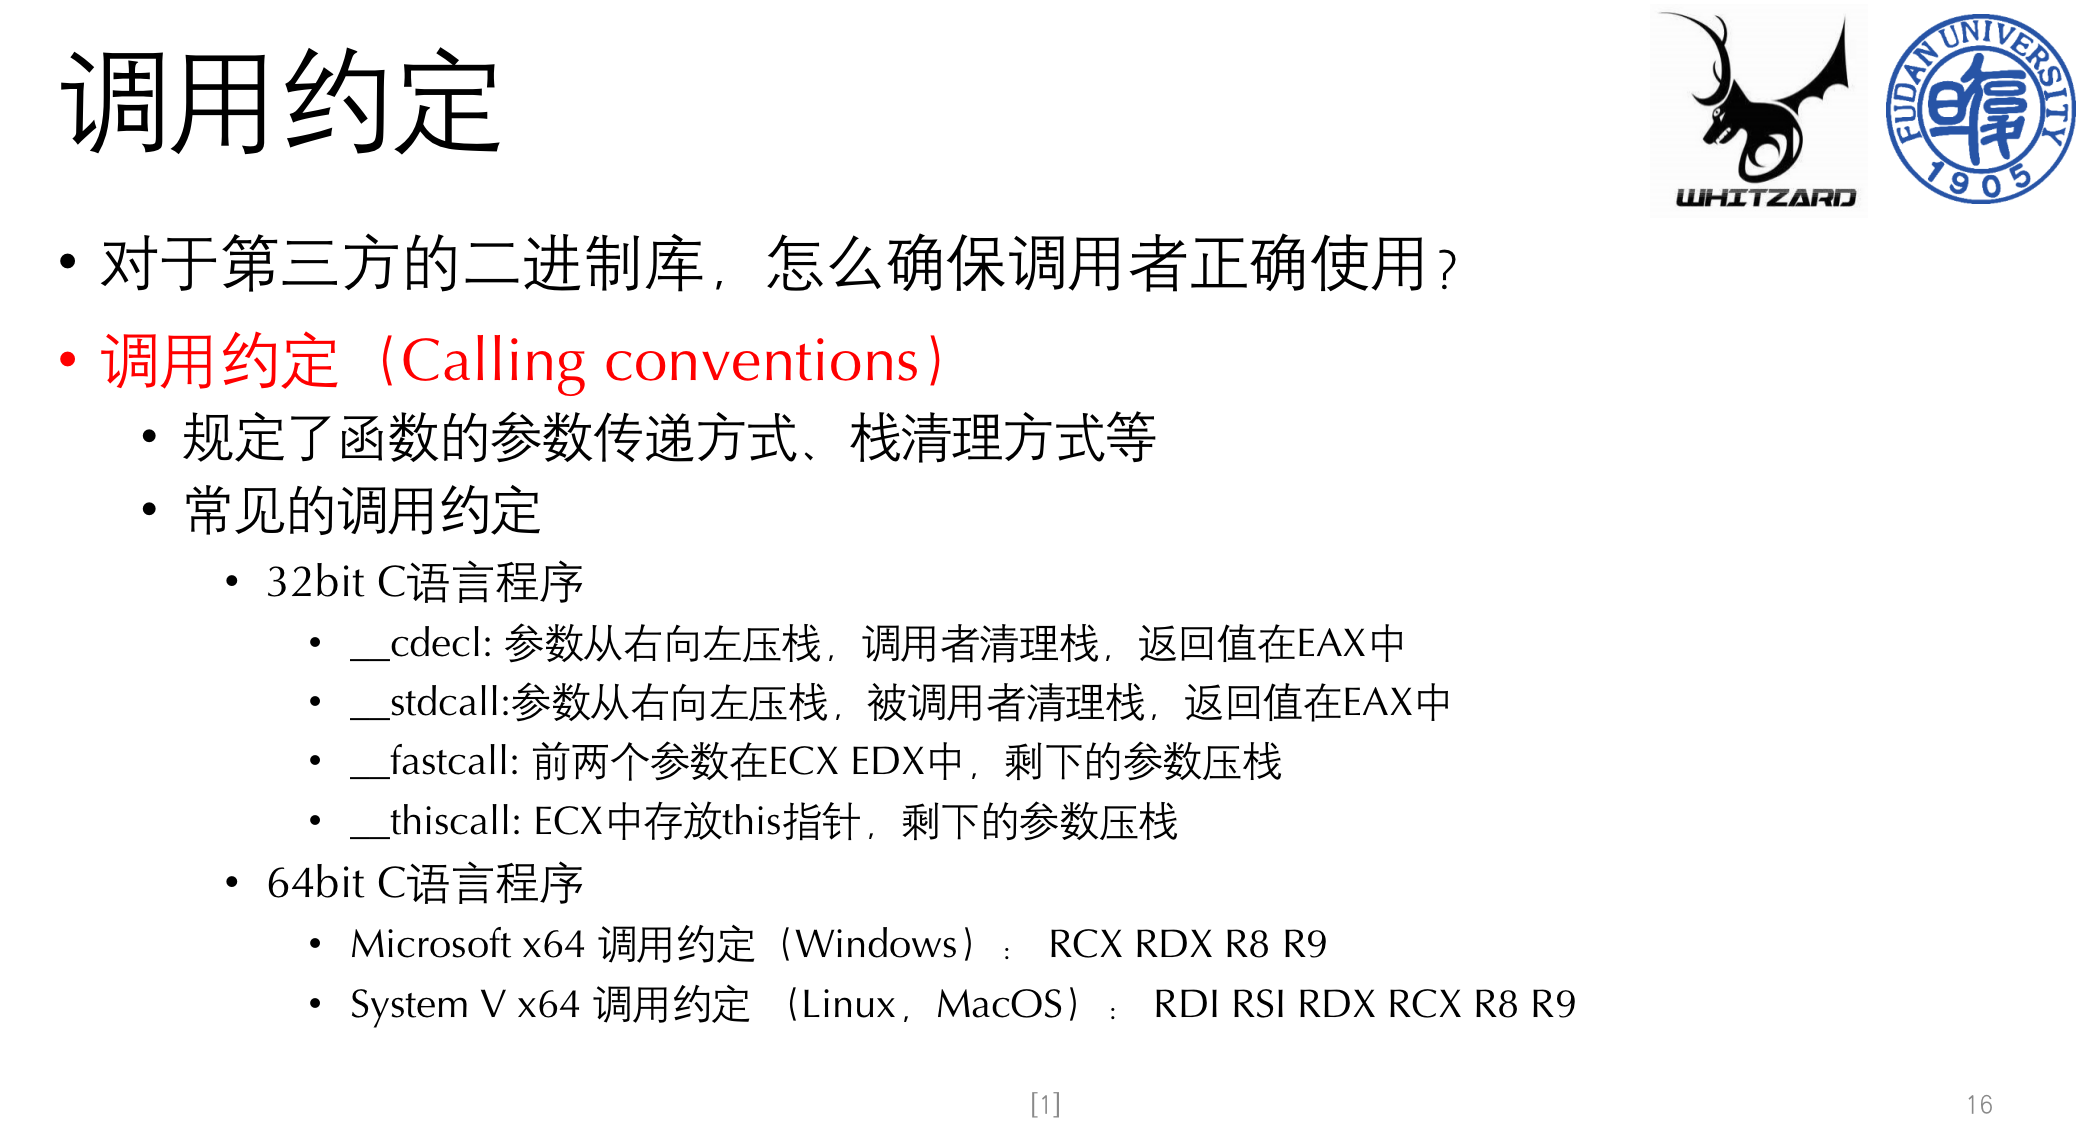 调用约定
WHITZARD
FUDAN UNIVERSITY
1905
• 对于第三方的二进制库，怎么确保调用者正确使用？
• 调用约定（Calling conventions）
• 规定了函数的参数传递方式、栈清理方式等
• 常见的调用约定
• 32bit C语言程序
• __cdecl: 参数从右向左压栈，调用者清理栈，返回值在EAX中
• __stdcall:参数从右向左压栈，被调用者清理栈，返回值在EAX中
• __fastcall: 前两个参数在ECX EDX中，剩下的参数压栈
• __thiscall: ECX中存放this指针，剩下的参数压栈
• 64bit C语言程序
• Microsoft x64 调用约定（Windows）： RCX RDX R8 R9
• System V x64 调用约定 （Linux，MacOS）： RDI RSI RDX RCX R8 R9
[1]
16